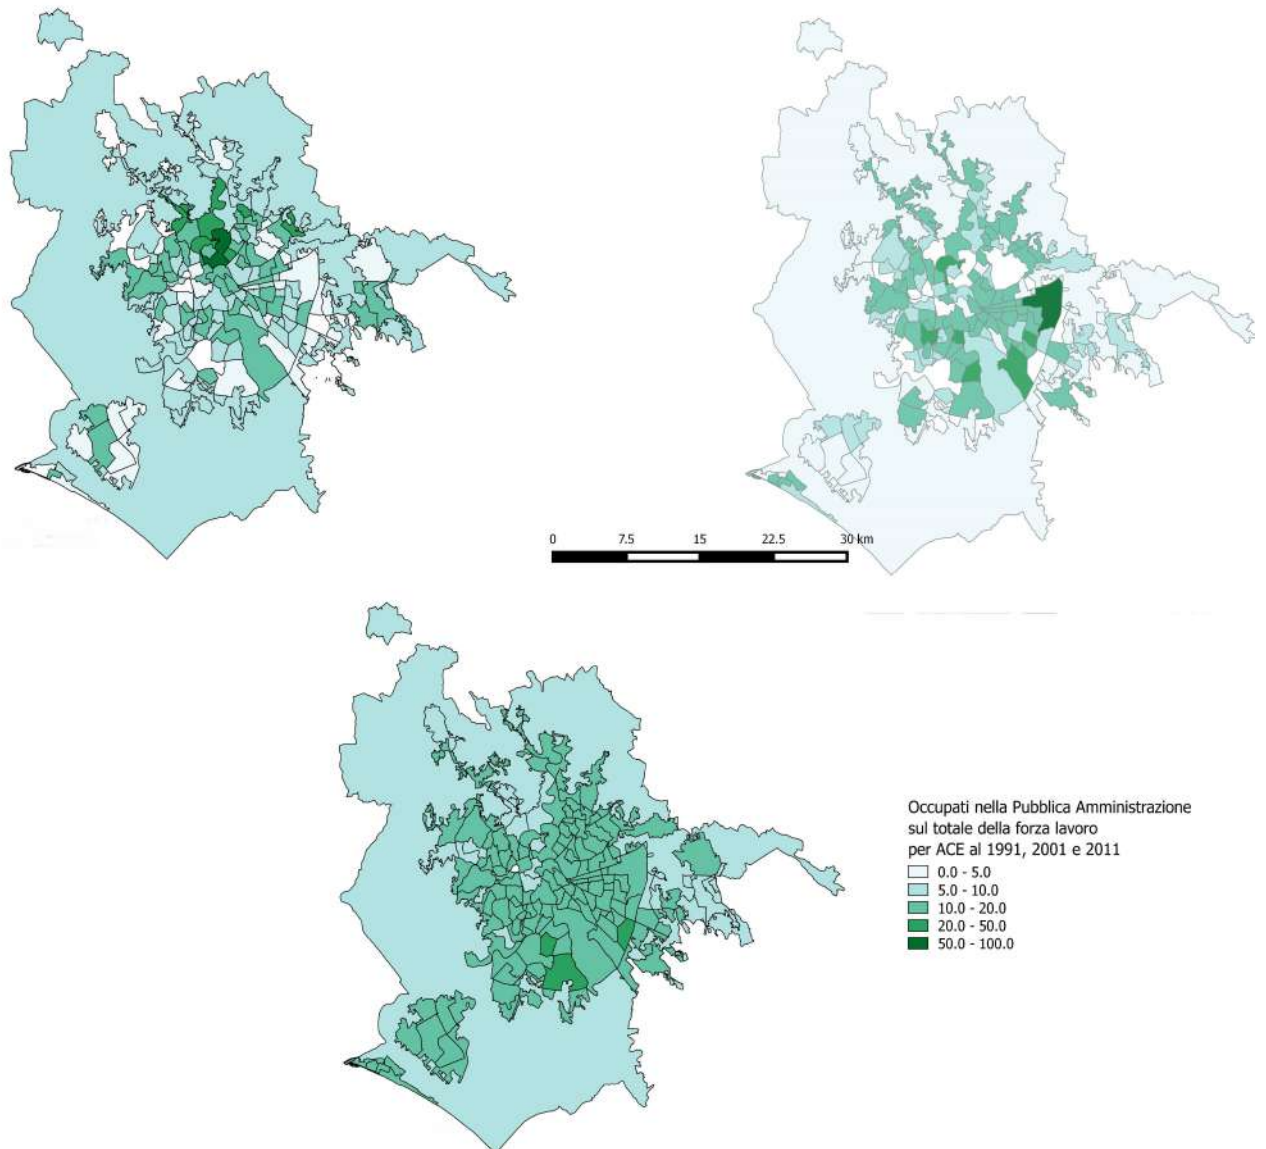 0 7.5 15 22.5 30 km
Occupati nella Pubblica Amministrazione
sul totale della forza lavoro
per ACE al 1991, 2001 e 2011
0.0 - 5.0
5.0 - 10.0
10.0 - 20.0
20.0 - 50.0
50.0 - 100.0